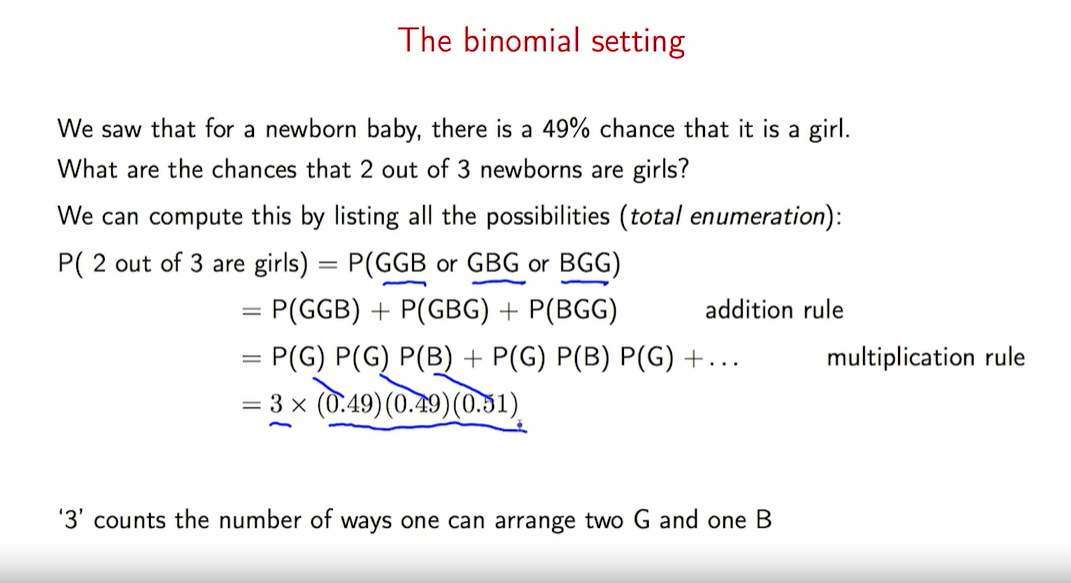 The binomial setting
We saw that for a newborn baby, there is a 49% chance that it is a girl.
What are the chances that 2 out of 3 newborns are girls?
We can compute this by listing all the possibilities (total enumeration):
P( 2 out of 3 are girls) = P(GGB or GBG or BGG)
= P(GGB) + P(GBG) + P(BGG) addition rule
= P(G) P(G) P(B) + P(G) P(B) P(G) + ... multiplication rule
= 3 × (0.49)(0.49)(0.51)
‘3’ counts the number of ways one can arrange two G and one B